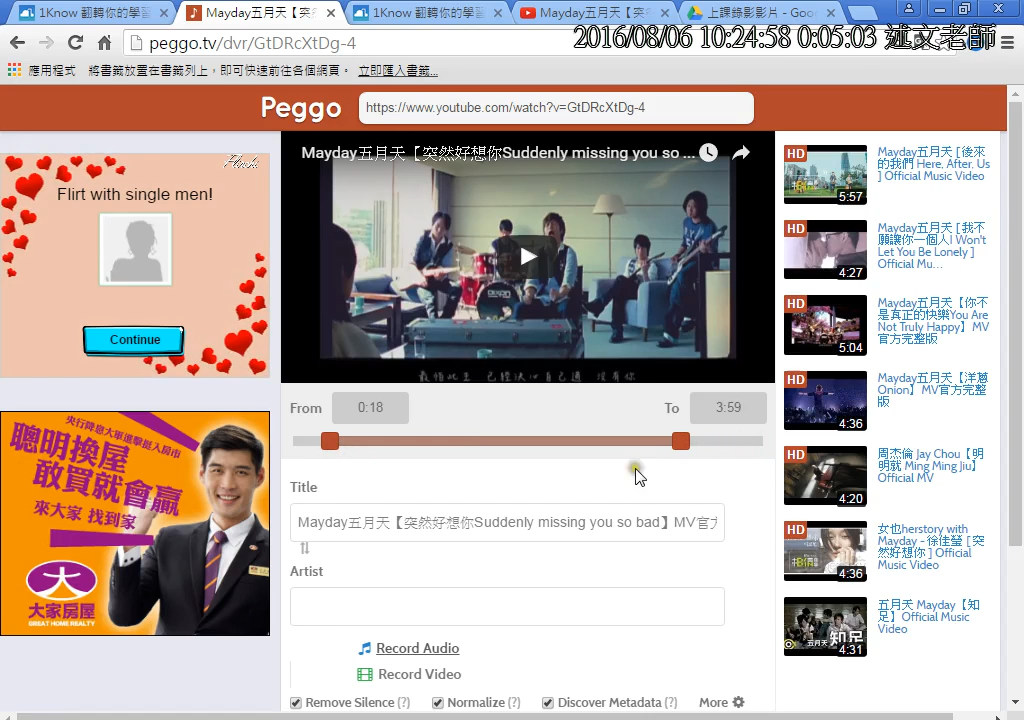 1Know 翻轉你的學習
Mayday五月天【突
1Know 翻轉你的學習
Mayday五月天【突
上課錄影影片 - Goo
peggo.tv/dvr/GtDRcXtDg-4
2016/08/06 10:24:58 0:05:03 述文老師
應用程式
將書籤放置在書籤列上，即可快速前往各個網頁。
立即匯入書籤...
Peggo
https://www.youtube.com/watch?v=GtDRcXtDg-4
Flirt with single men!
Continue
央行降息大軍進擊挺入房市
聰明換屋
敢買就會贏
來大家 找到家
大家房屋
GREAT HOME REALTY
Mayday五月天【突然好想你Suddenly missing you so ...
From
0:18
To
3:59
Title
Mayday五月天【突然好想你Suddenly missing you so bad】MV官方
Artist
Record Audio
Record Video
Remove Silence (?)
Normalize (?)
Discover Metadata (?)
More
HD
5:57
Mayday五月天 [ 後來
的我們 Here, After, Us
] Official Music Video
HD
4:27
Mayday五月天 [ 我不
願讓你一個人I Won't
Let You Be Lonely ]
Official Mu...
HD
5:04
Mayday五月天【你不
是真正的快樂You Are
Not Truly Happy】MV
官方完整版
HD
4:36
Mayday五月天【洋蔥
Onion】MV官方完整
版
HD
4:20
周杰倫 Jay Chou【明
明就 Ming Ming Jiu】
Official MV
HD
4:36
女也herstory with
Mayday - 徐佳瑩 [ 突
然好想你 ] Official
Music Video
知足
4:31
五月天 Mayday【知
足】Official Music
Video